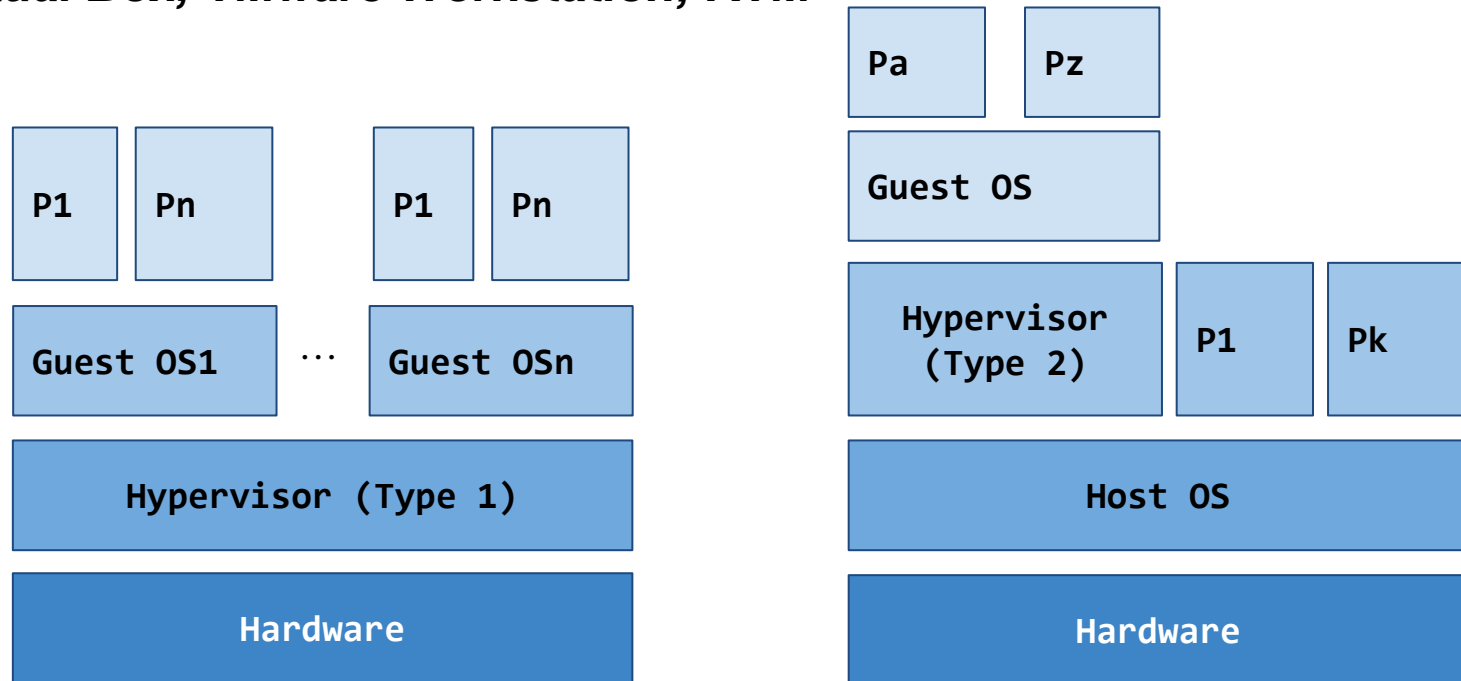 P1 Pn P1 Pn
Guest OS1 ... Guest OSn
Hypervisor (Type 1)
Hardware
Pa Pz
Guest OS
Hypervisor
(Type 2)
P1 Pk
Host OS
Hardware